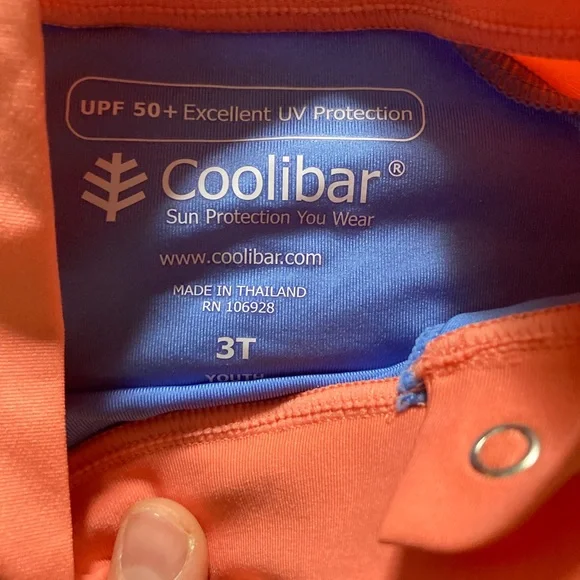 UPF 50+ Excellent UV Protection
Coolibar®
Sun Protection You Wear
www.coolibar.com
MADE IN THAILAND
RN 106928
3T
YOUTH